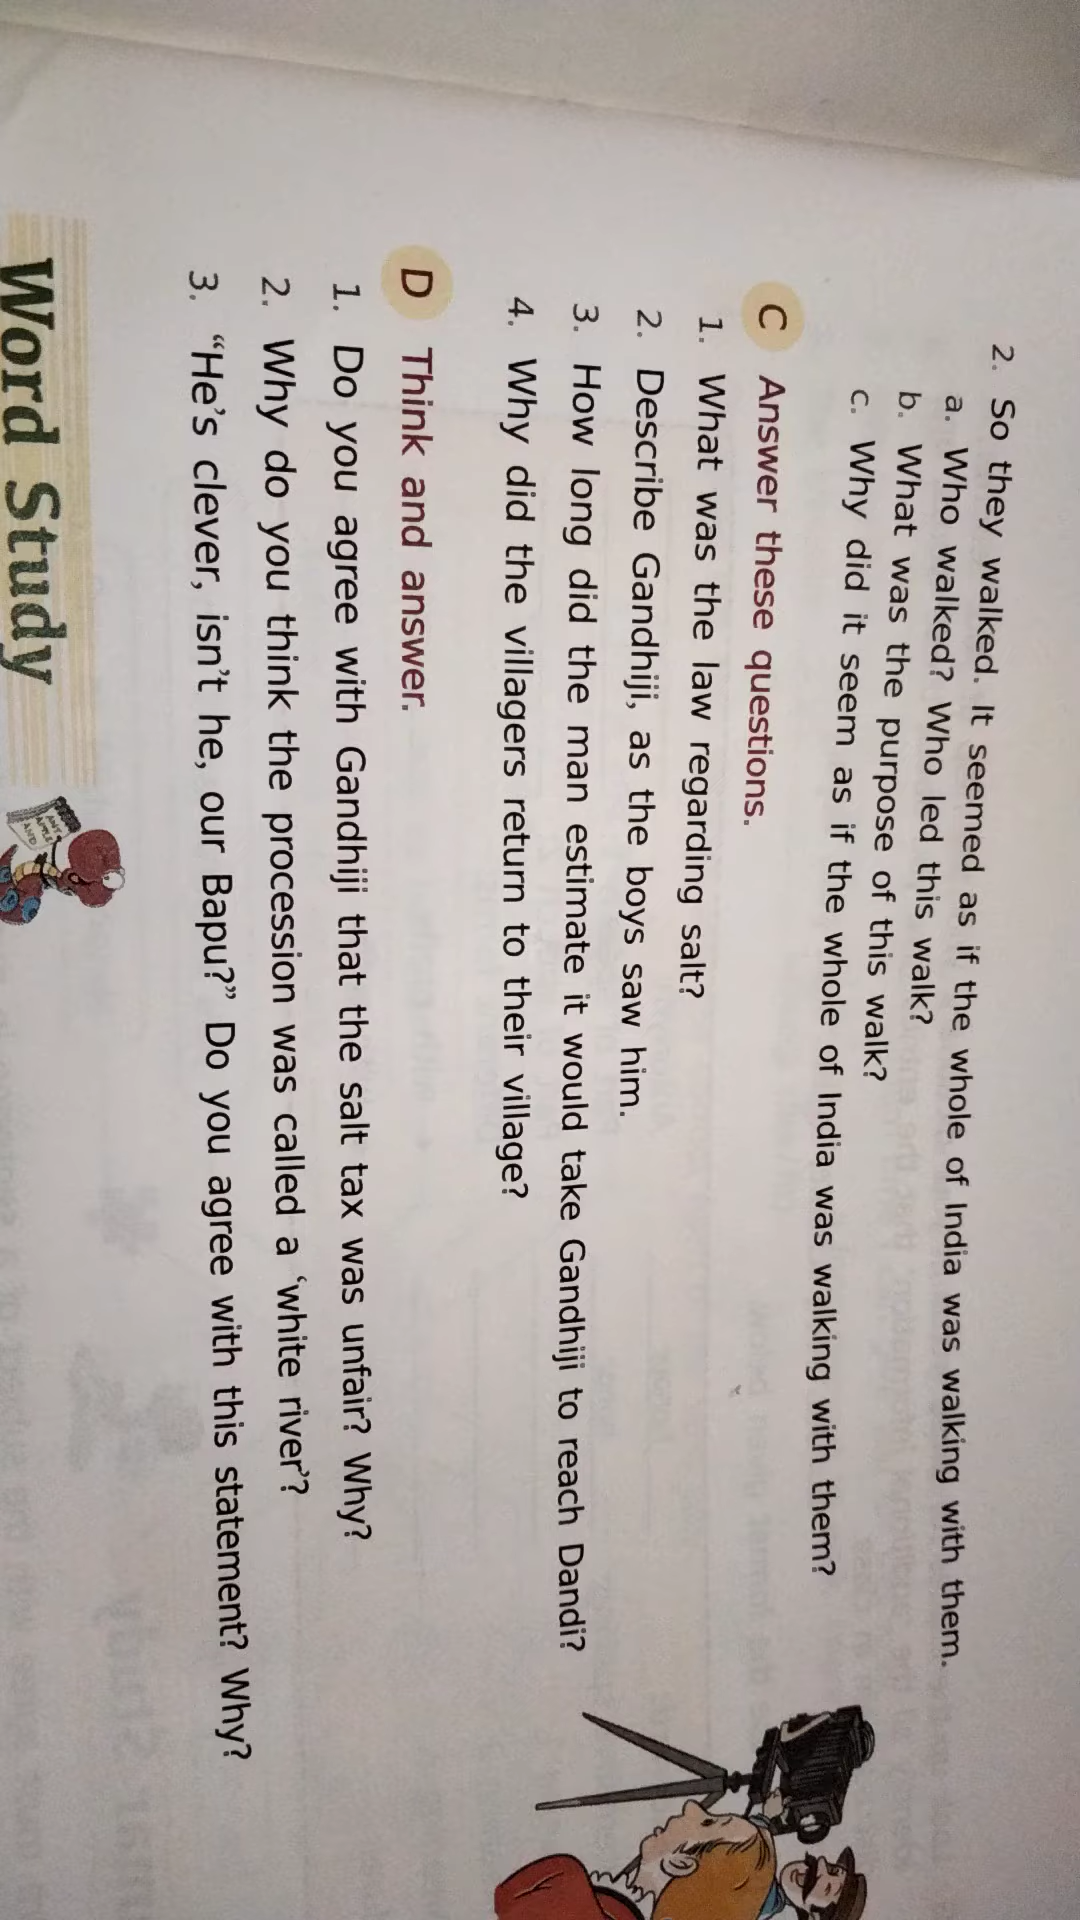 2. So they walked. It seemed as if the whole of India was walking with them.
a. Who walked? Who led this walk?
b. What was the purpose of this walk?
c. Why did it seem as if the whole of India was walking with them?
C Answer these questions.
1. What was the law regarding salt?
2. Describe Gandhiji, as the boys saw him.
3. How long did the man estimate it would take Gandhiji to reach Dandi?
4. Why did the villagers return to their village?
D Think and answer.
1. Do you agree with Gandhiji that the salt tax was unfair? Why?
2. Why do you think the procession was called a ‘white river’?
3. “He’s clever, isn’t he, our Bapu?” Do you agree with this statement? Why?
Word Study